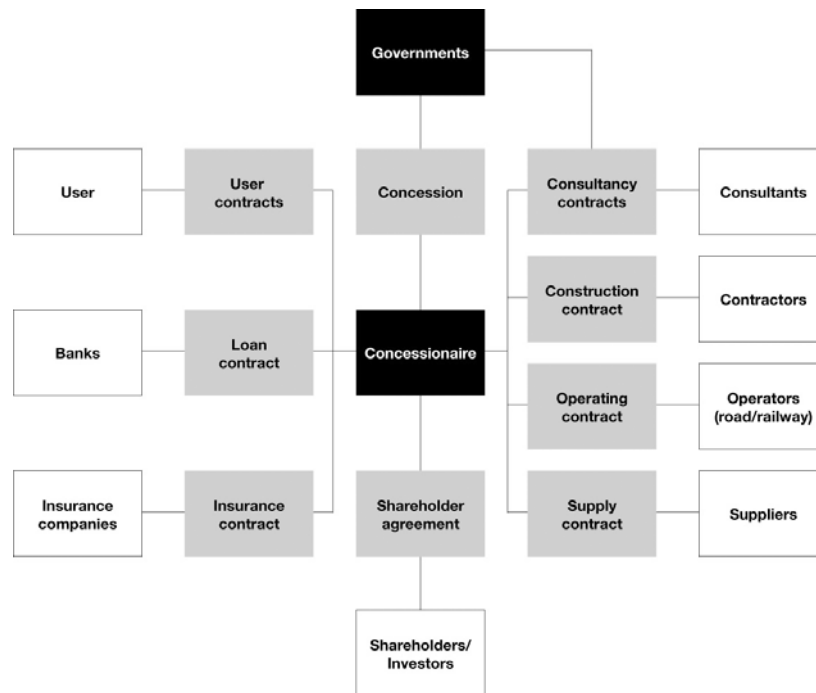 Governments
User
User
contracts
Concession
Consultancy
contracts
Consultants
Construction
contract
Contractors
Banks
Loan
contract
Concessionaire
Operating
contract
Operators
(road/railway)
Insurance
companies
Insurance
contract
Shareholder
agreement
Supply
contract
Suppliers
Shareholders/
Investors